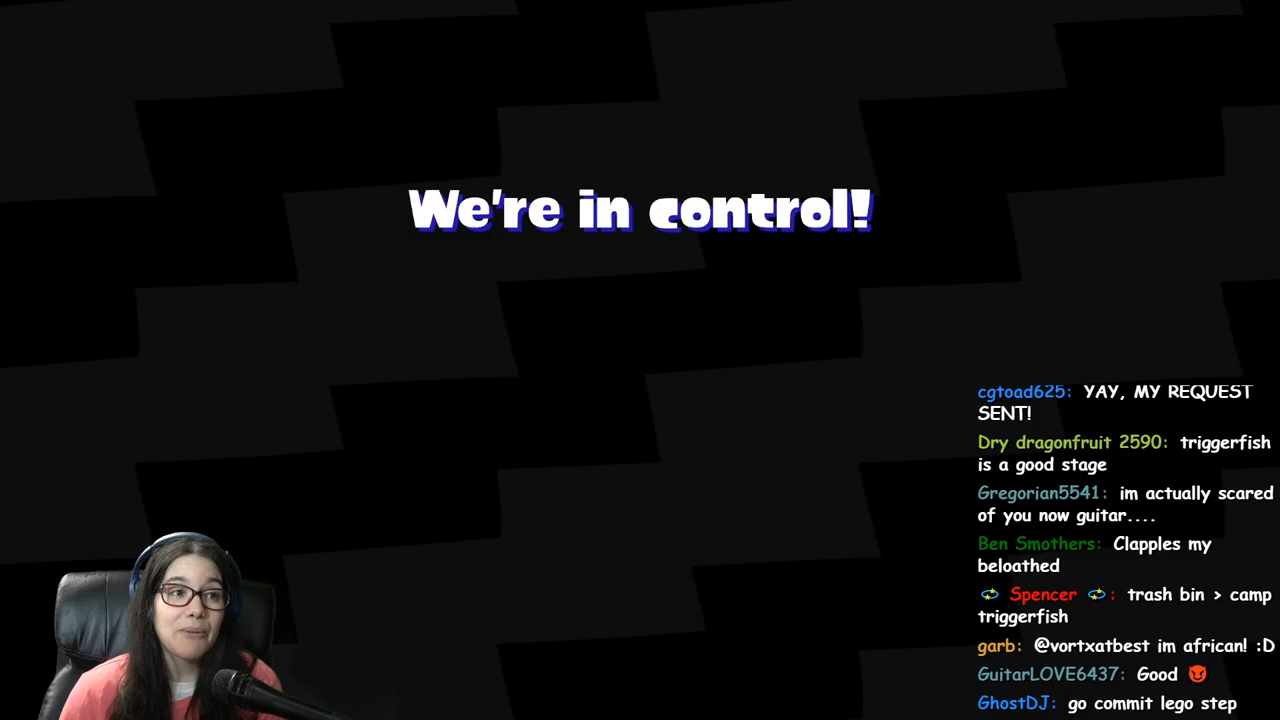 We're in control!
cgtoad625: YAY, MY REQUEST
SENT!
Dry dragonfruit 2590: triggerfish
is a good stage
Gregorian5541: im actually scared
of you now guitar....
Ben Smothers: Clapples my
beloathed
Spencer : trash bin > camp
triggerfish
garb: @vortxatbest im african! :D
GuitarLOVE6437: Good 😈
GhostDJ: go commit lego step